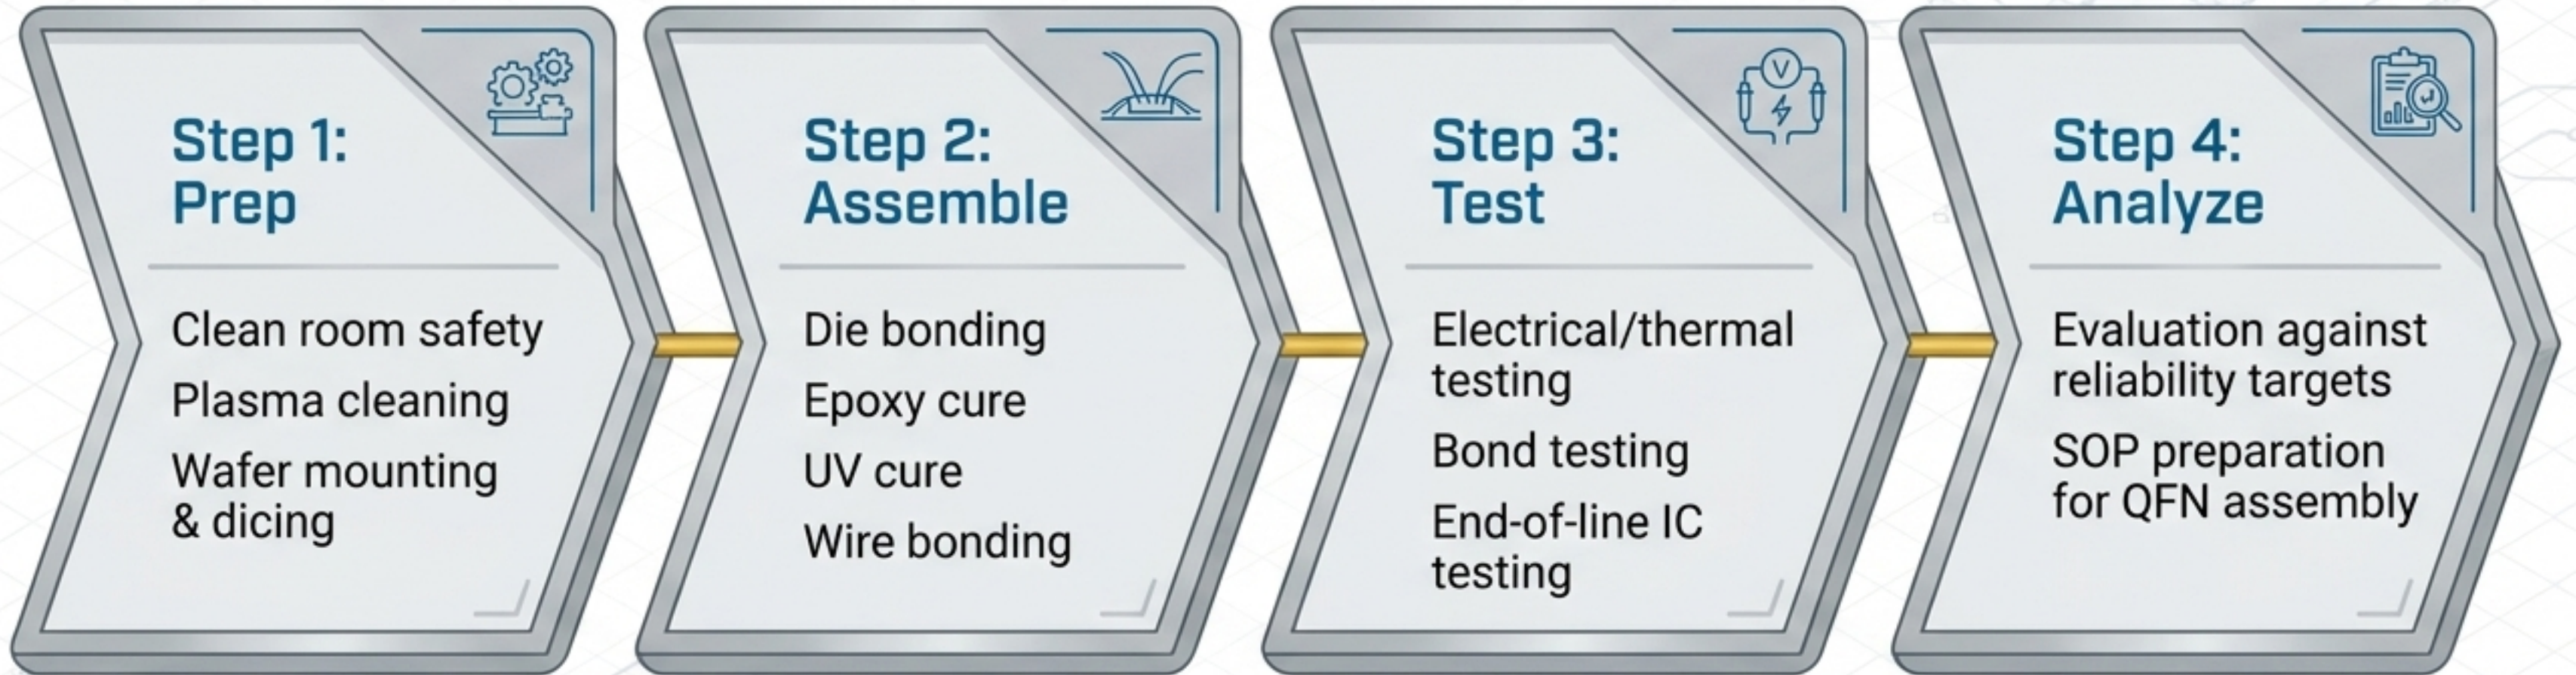 Step 1:
Prep
Clean room safety
Plasma cleaning
Wafer mounting
& dicing
Step 2:
Assemble
Die bonding
Epoxy cure
UV cure
Wire bonding
Step 3:
Test
Electrical/thermal
testing
Bond testing
End-of-line IC
testing
V
Step 4:
Analyze
Evaluation against
reliability targets
SOP preparation
for QFN assembly